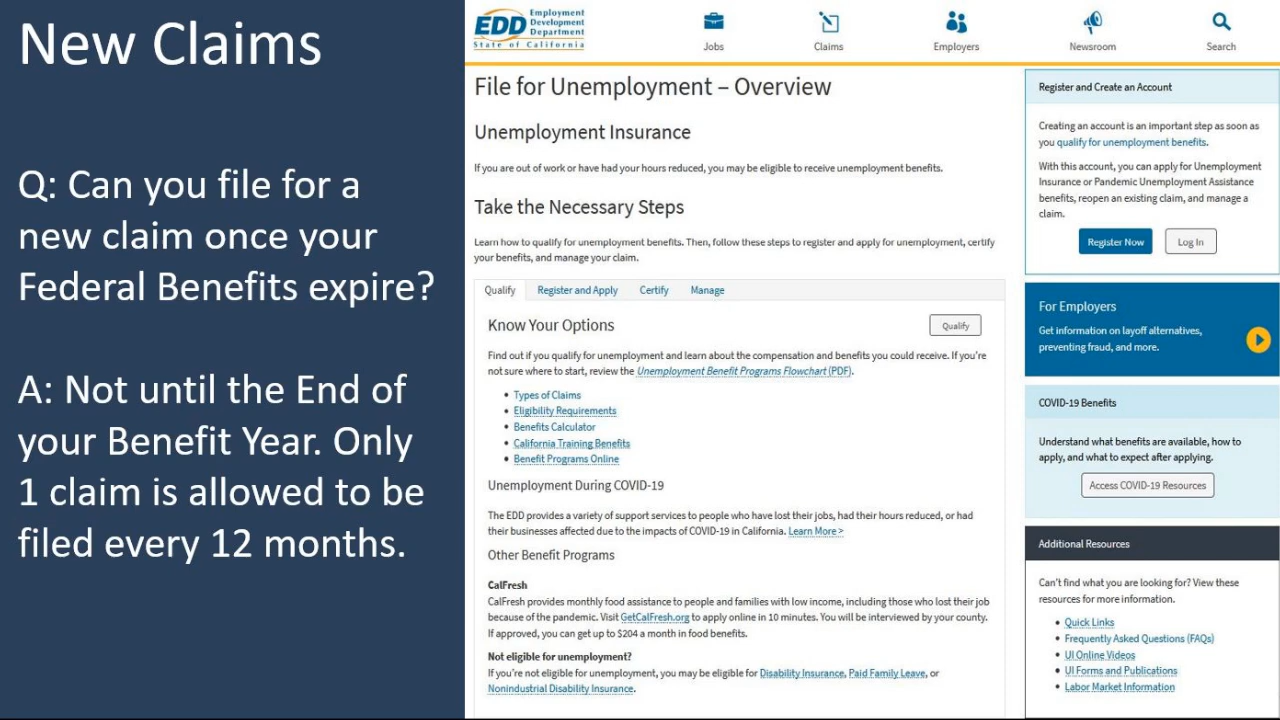 New Claims
Q: Can you file for a
new claim once your
Federal Benefits expire?
A: Not until the End of
your Benefit Year. Only
1 claim is allowed to be
filed every 12 months.
EDD
Employment
Development
Department
State of California
Jobs
Claims
Employers
Newsroom
Search
File for Unemployment – Overview
Unemployment Insurance
If you are out of work or have had your hours reduced, you may be eligible to receive unemployment benefits.
Take the Necessary Steps
Learn how to qualify for unemployment benefits. Then, follow these steps to register and apply for unemployment, certify
your benefits, and manage your claim.
Qualify
Register and Apply
Certify
Manage
Know Your Options
Qualify
Find out if you qualify for unemployment and learn about the compensation and benefits you could receive. If you're
not sure where to start, review the Unemployment Benefit Programs Flowchart (PDF).
• Types of Claims
• Eligibility Requirements
• Benefits Calculator
• California Training Benefits
• Benefit Programs Online
Unemployment During COVID-19
The EDD provides a variety of support services to people who have lost their jobs, had their hours reduced, or had
their businesses affected due to the impacts of COVID-19 in California. Learn More >
Other Benefit Programs
CalFresh
CalFresh provides monthly food assistance to people and families with low income, including those who lost their job
because of the pandemic. Visit GetCalFresh.org to apply online in 10 minutes. You will be interviewed by your county.
If approved, you can get up to $204 a month in food benefits.
Not eligible for unemployment?
If you're not eligible for unemployment, you may be eligible for Disability Insurance, Paid Family Leave, or
Nonindustrial Disability Insurance.
Register and Create an Account
Creating an account is an important step as soon as
you qualify for unemployment benefits.
With this account, you can apply for Unemployment
Insurance or Pandemic Unemployment Assistance
benefits, reopen an existing claim, and manage a
claim.
Register Now
Log In
For Employers
Get information on layoff alternatives,
preventing fraud, and more.
COVID-19 Benefits
Understand what benefits are available, how to
apply, and what to expect after applying.
Access COVID-19 Resources
Additional Resources
Can't find what you are looking for? View these
resources for more information.
• Quick Links
• Frequently Asked Questions (FAQs)
• UI Online Videos
• UI Forms and Publications
• Labor Market Information